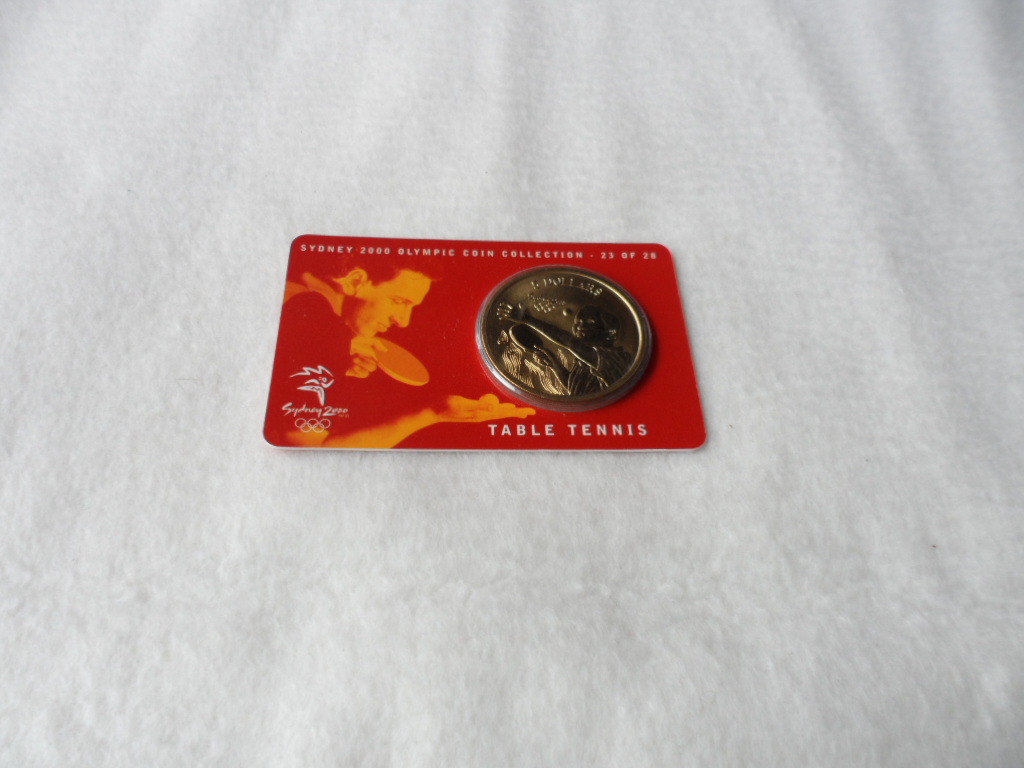 SYDNEY 2000 OLYMPIC COIN COLLECTION - 23 OF 28
5 DOLLARS
Sydney 2000
TABLE TENNIS